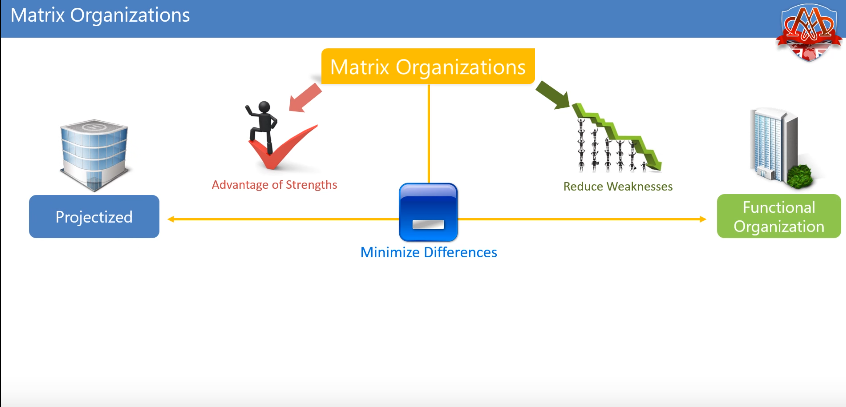 Matrix Organizations
Matrix Organizations
Advantage of Strengths
Reduce Weaknesses
Projectized
Functional
Organization
Minimize Differences